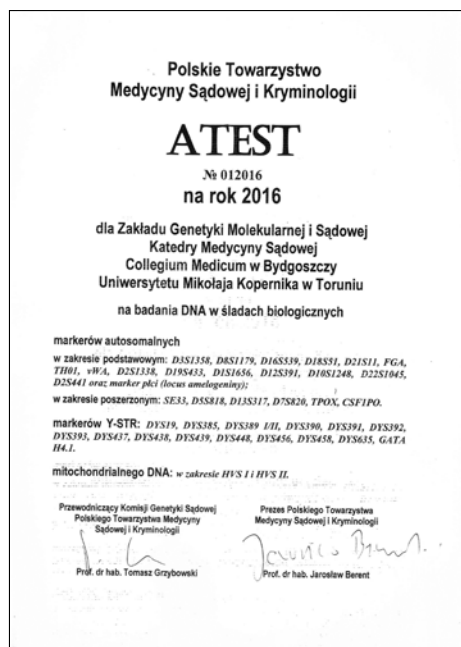 Polskie Towarzystwo
Medycyny Sądowej i Kryminologii
ATEST
№ 012016
na rok 2016
dla Zakładu Genetyki Molekularnej i Sądowej
Katedry Medycyny Sądowej
Collegium Medicum w Bydgoszczy
Uniwersytetu Mikołaja Kopernika w Toruniu
na badania DNA w śladach biologicznych
markerów autosomalnych
w zakresie podstawowym: D3S1358, D8S1179, D16S539, D18S51, D21S11, FGA,
TH01, vWA, D2S1338, D19S433, D1S1656, D12S391, D10S1248, D22S1045,
D2S441 oraz marker płci (locus amelogeniny);
w zakresie poszerzonym: SE33, D5S818, D13S317, D7S820, TPOX, CSF1PO.
markerów Y-STR: DYS19, DYS385, DYS389 I/II, DYS390, DYS391, DYS392,
DYS393, DYS437, DYS438, DYS439, DYS448, DYS456, DYS458, DYS635, GATA
H4.1.
mitochondrialnego DNA: w zakresie HVS I i HVS II.
Przewodniczący Komisji Genetyki Sądowej
Polskiego Towarzystwa Medycyny
Sądowej i Kryminologii
Prof. dr hab. Tomasz Grzybowski
Prezes Polskiego Towarzystwa
Medycyny Sądowej i Kryminologii
Prof. dr hab. Jarosław Berent